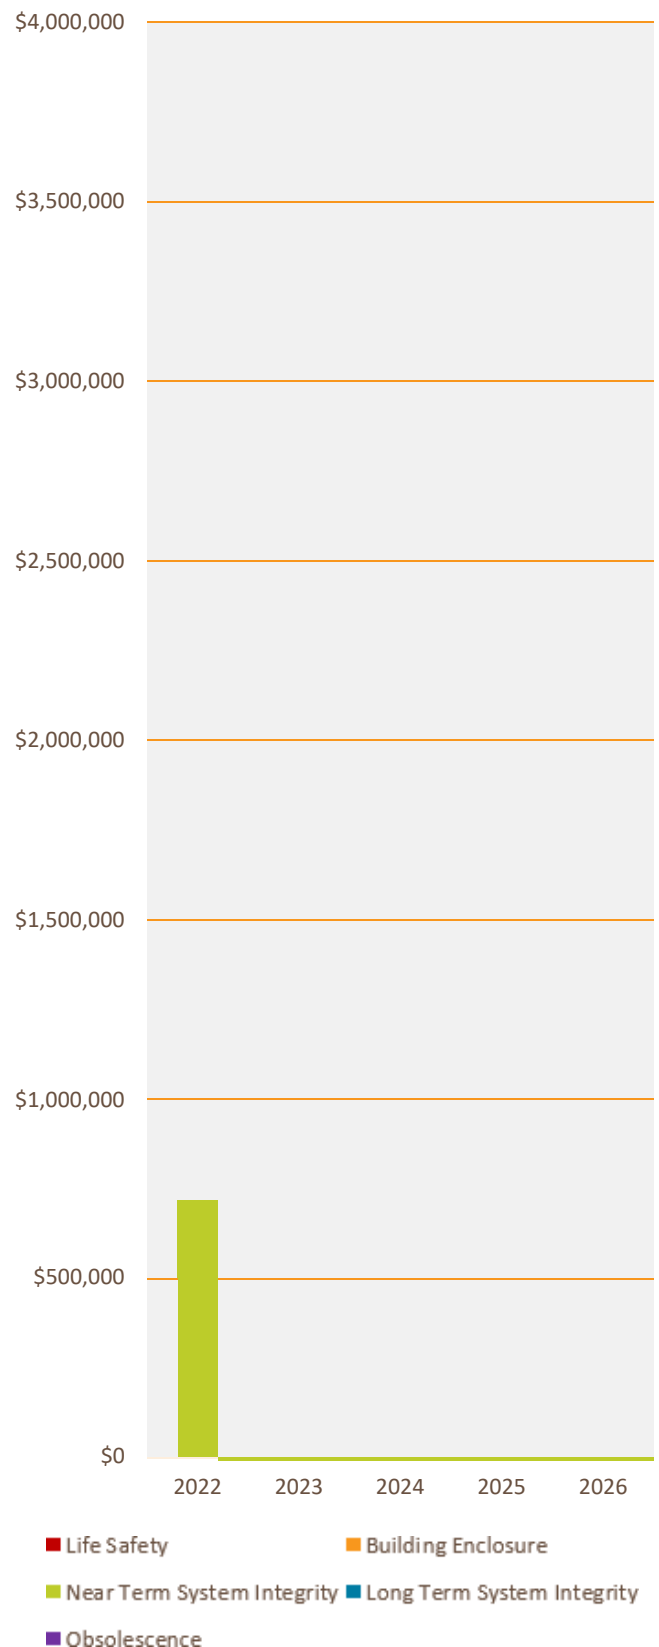 $4,000,000
$3,500,000
$3,000,000
$2,500,000
$2,000,000
$1,500,000
$1,000,000
$500,000
$0
2022 2023 2024 2025 2026
Life Safety Building Enclosure
Near Term System Integrity Long Term System Integrity
Obsolescence